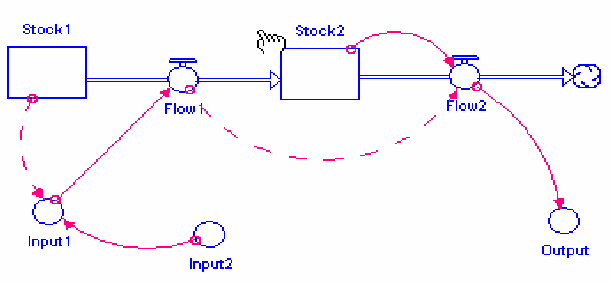 Stock1
Stock2
Flow1
Flow2
Input1
Input2
Output